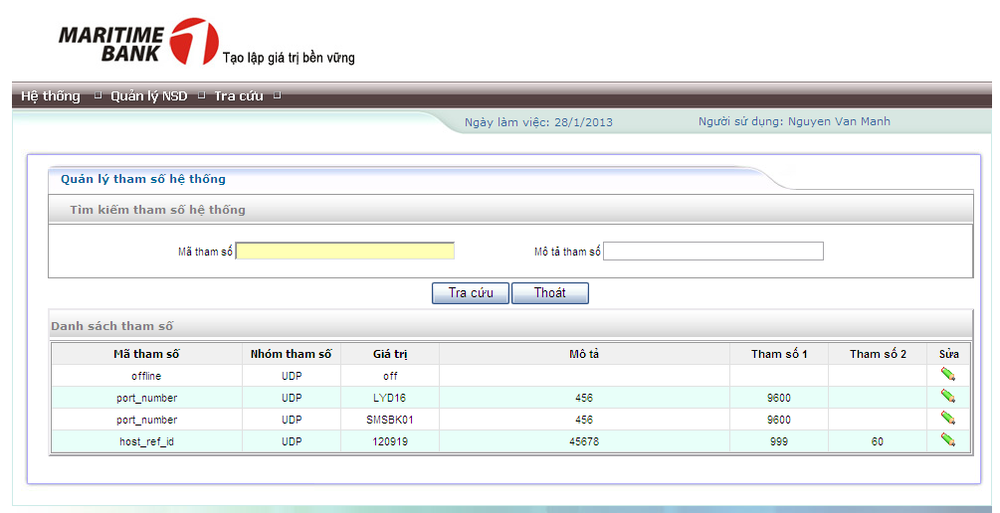 MARITIME
BANK
Tạo lập giá trị bền vững
Hệ thống Quản lý NSD Tra cứu
Ngày làm việc: 28/1/2013 Người sử dụng: Nguyen Van Manh
Quản lý tham số hệ thống
Tìm kiếm tham số hệ thống
Mã tham số Mô tả tham số
Tra cứu Thoát
Danh sách tham số
Mã tham số Nhóm tham số Giá trị Mô tả Tham số 1 Tham số 2 Sửa
offline UDP off
port_number UDP LYD16 456 9600
port_number UDP SMSBK01 456 9600
host_ref_id UDP 120919 45678 999 60